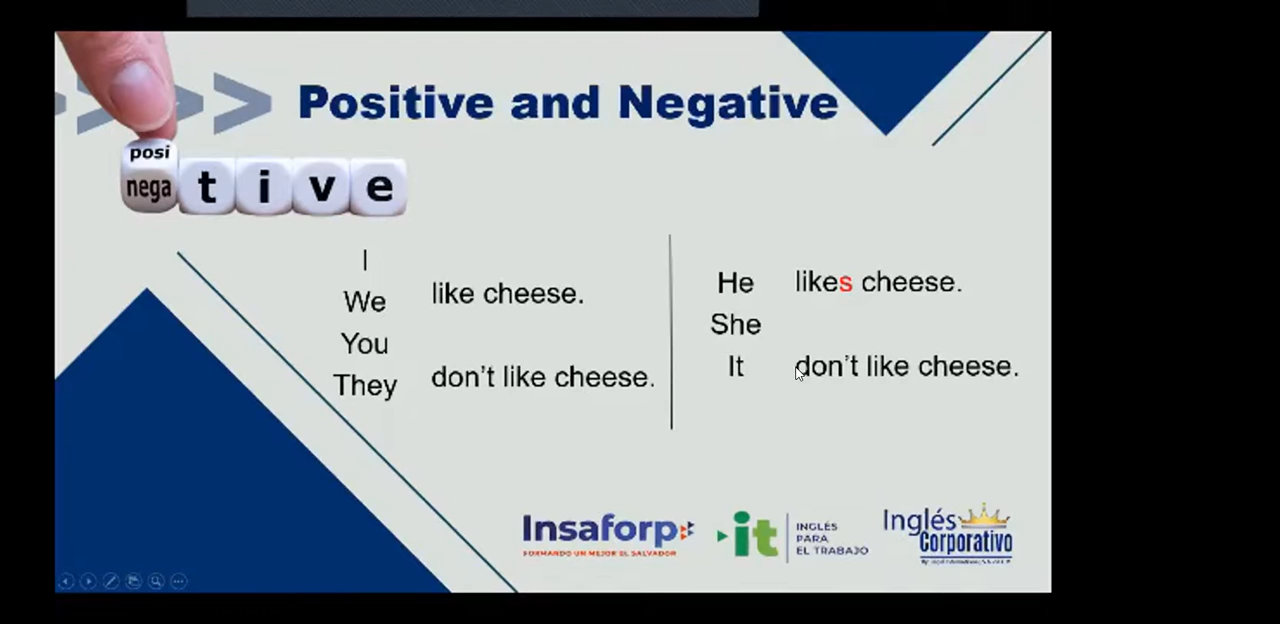 Positive and Negative
posi
nega t i v e
I
We
You
They
like cheese.
don't like cheese.
He
She
It
likes cheese.
don't like cheese.
Insaforp
FORMANDO UN MEJOR EL SALVADOR
it
INGLÉS
PARA
EL TRABAJO
Inglés
Corporativo